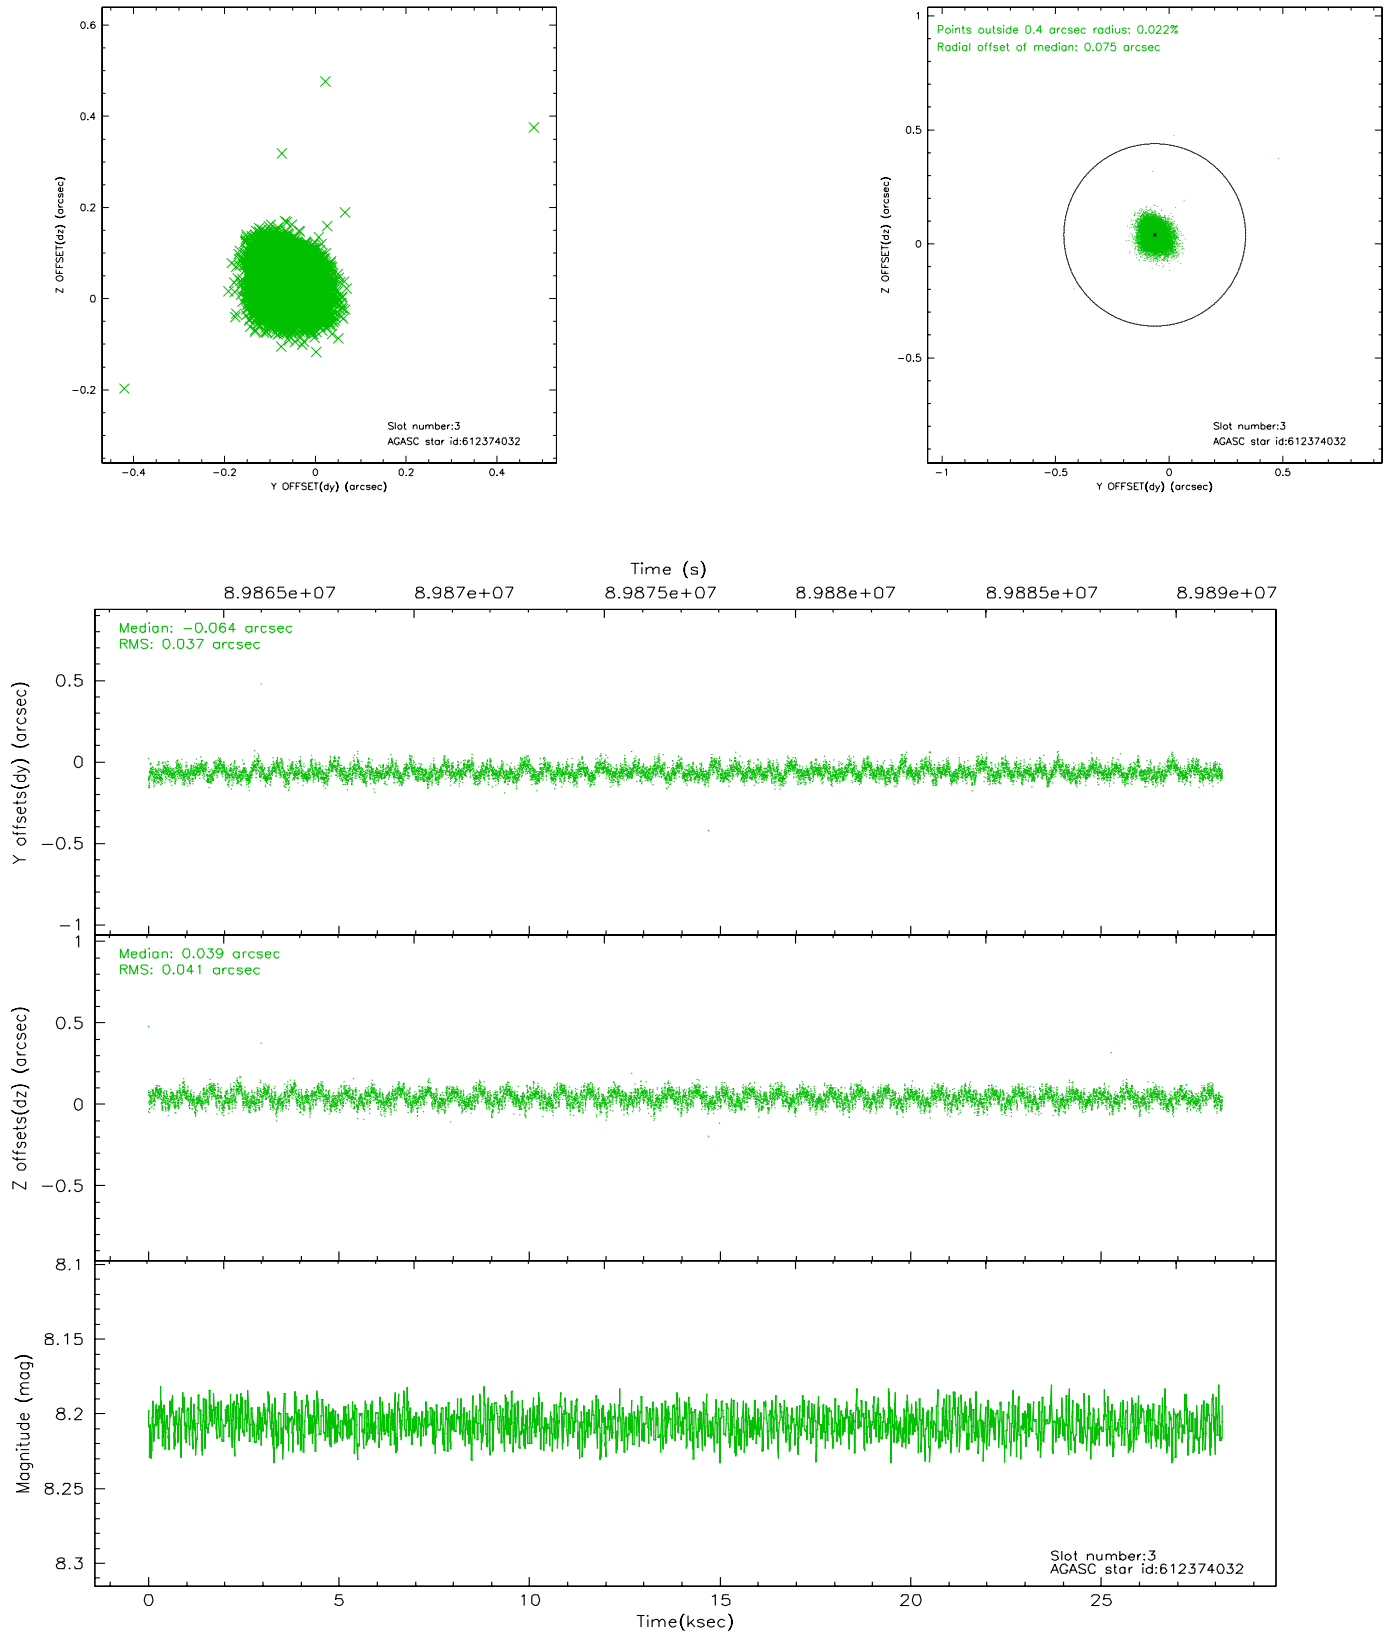 0.6
0.4
0.2
0
−0.2
Z OFFSET(dz) (arcsec)
Slot number:3
AGASC star id:612374032
−0.4
−0.2
0
0.2
0.4
Y OFFSET(dy) (arcsec)
1
0.5
0
−0.5
Z OFFSET(dz) (arcsec)
Points outside 0.4 arcsec radius: 0.022%
Radial offset of median: 0.075 arcsec
Slot number:3
AGASC star id:612374032
−1
−0.5
0
0.5
Y OFFSET(dy) (arcsec)
Time (s)
8.9865e+07
8.987e+07
8.9875e+07
8.988e+07
8.9885e+07
8.989e+07
Median: −0.064 arcsec
RMS: 0.037 arcsec
0.5
0
−0.5
−1
Y offsets(dy) (arcsec)
Median: 0.039 arcsec
RMS: 0.041 arcsec
1
0.5
0
−0.5
Z offsets(dz) (arcsec)
8.1
8.15
8.2
8.25
8.3
Magnitude (mag)
Slot number:3
AGASC star id:612374032
0
5
10
15
20
25
Time(ksec)